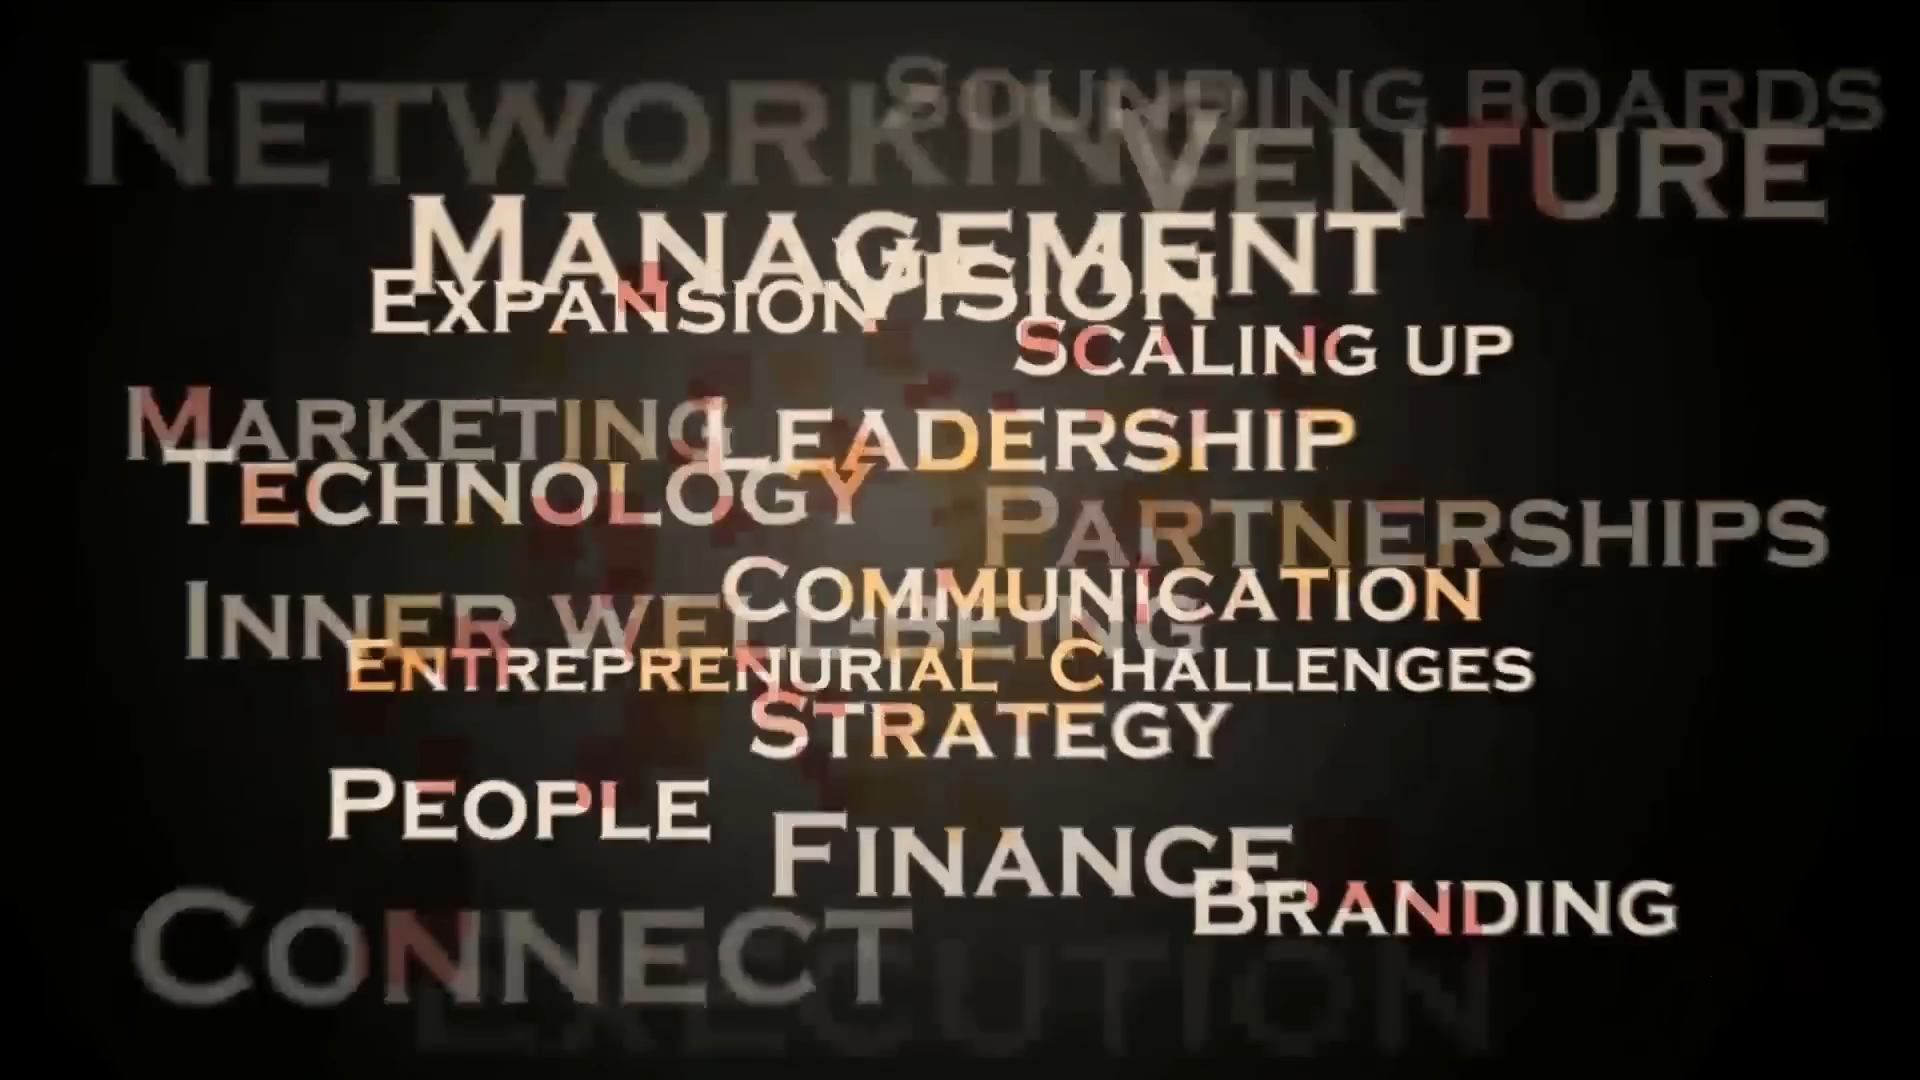 NETWORKING
SOUNDING BOARDS
VENTURE
MANAGEMENT
VISION
EXPANSION
SCALING UP
MARKETING
LEADERSHIP
TECHNOLOGY
PARTNERSHIPS
COMMUNICATION
INNER WELL-BEING
ENTREPRENURIAL CHALLENGES
STRATEGY
PEOPLE
FINANCE
BRANDING
CONNECT
EXECUTION